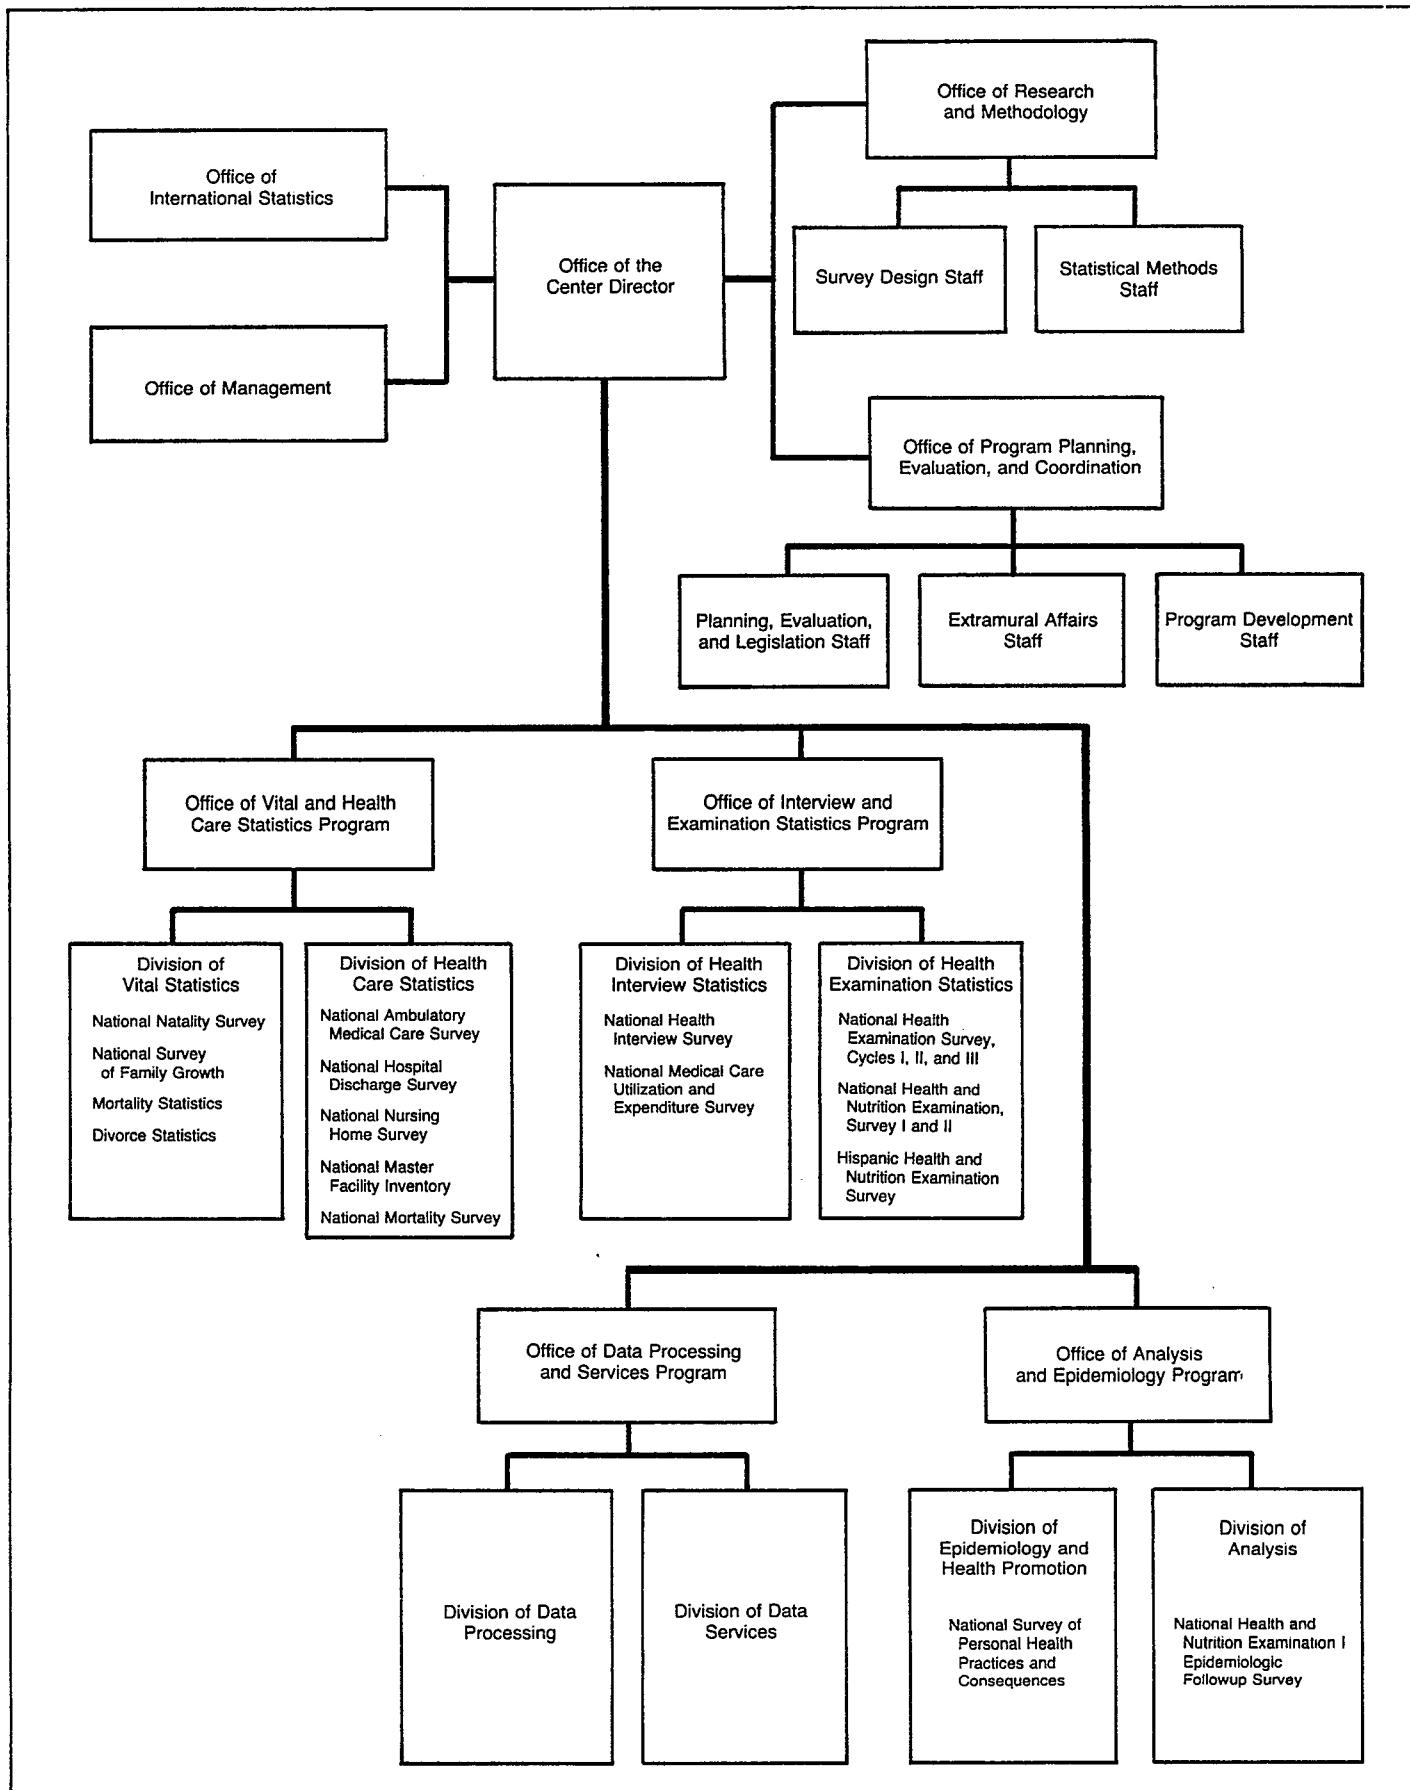 Office of Research
and Methodology
Office of
International Statistics
Office of the
Center Director
Survey Design Staff
Statistical Methods
Staff
Office of Management
Office of Program Planning,
Evaluation, and Coordination
Planning, Evaluation,
and Legislation Staff
Extramural Affairs
Staff
Program Development
Staff
Office of Vital and Health
Care Statistics Program
Office of Interview and
Examination Statistics Program
Division of
Vital Statistics
National Natality Survey
National Survey
of Family Growth
Mortality Statistics
Divorce Statistics
Division of Health
Care Statistics
National Ambulatory
Medical Care Survey
National Hospital
Discharge Survey
National Nursing
Home Survey
National Master
Facility Inventory
National Mortality Survey
Division of Health
Interview Statistics
National Health
Interview Survey
National Medical Care
Utilization and
Expenditure Survey
Division of Health
Examination Statistics
National Health
Examination Survey,
Cycles I, II, and III
National Health and
Nutrition Examination,
Survey I and II
Hispanic Health and
Nutrition Examination
Survey
Office of Data Processing
and Services Program
Office of Analysis
and Epidemiology Program
Division of Data
Processing
Division of Data
Services
Division of
Epidemiology and
Health Promotion
National Survey of
Personal Health
Practices and
Consequences
Division of
Analysis
National Health and
Nutrition Examination I
Epidemiologic
Followup Survey